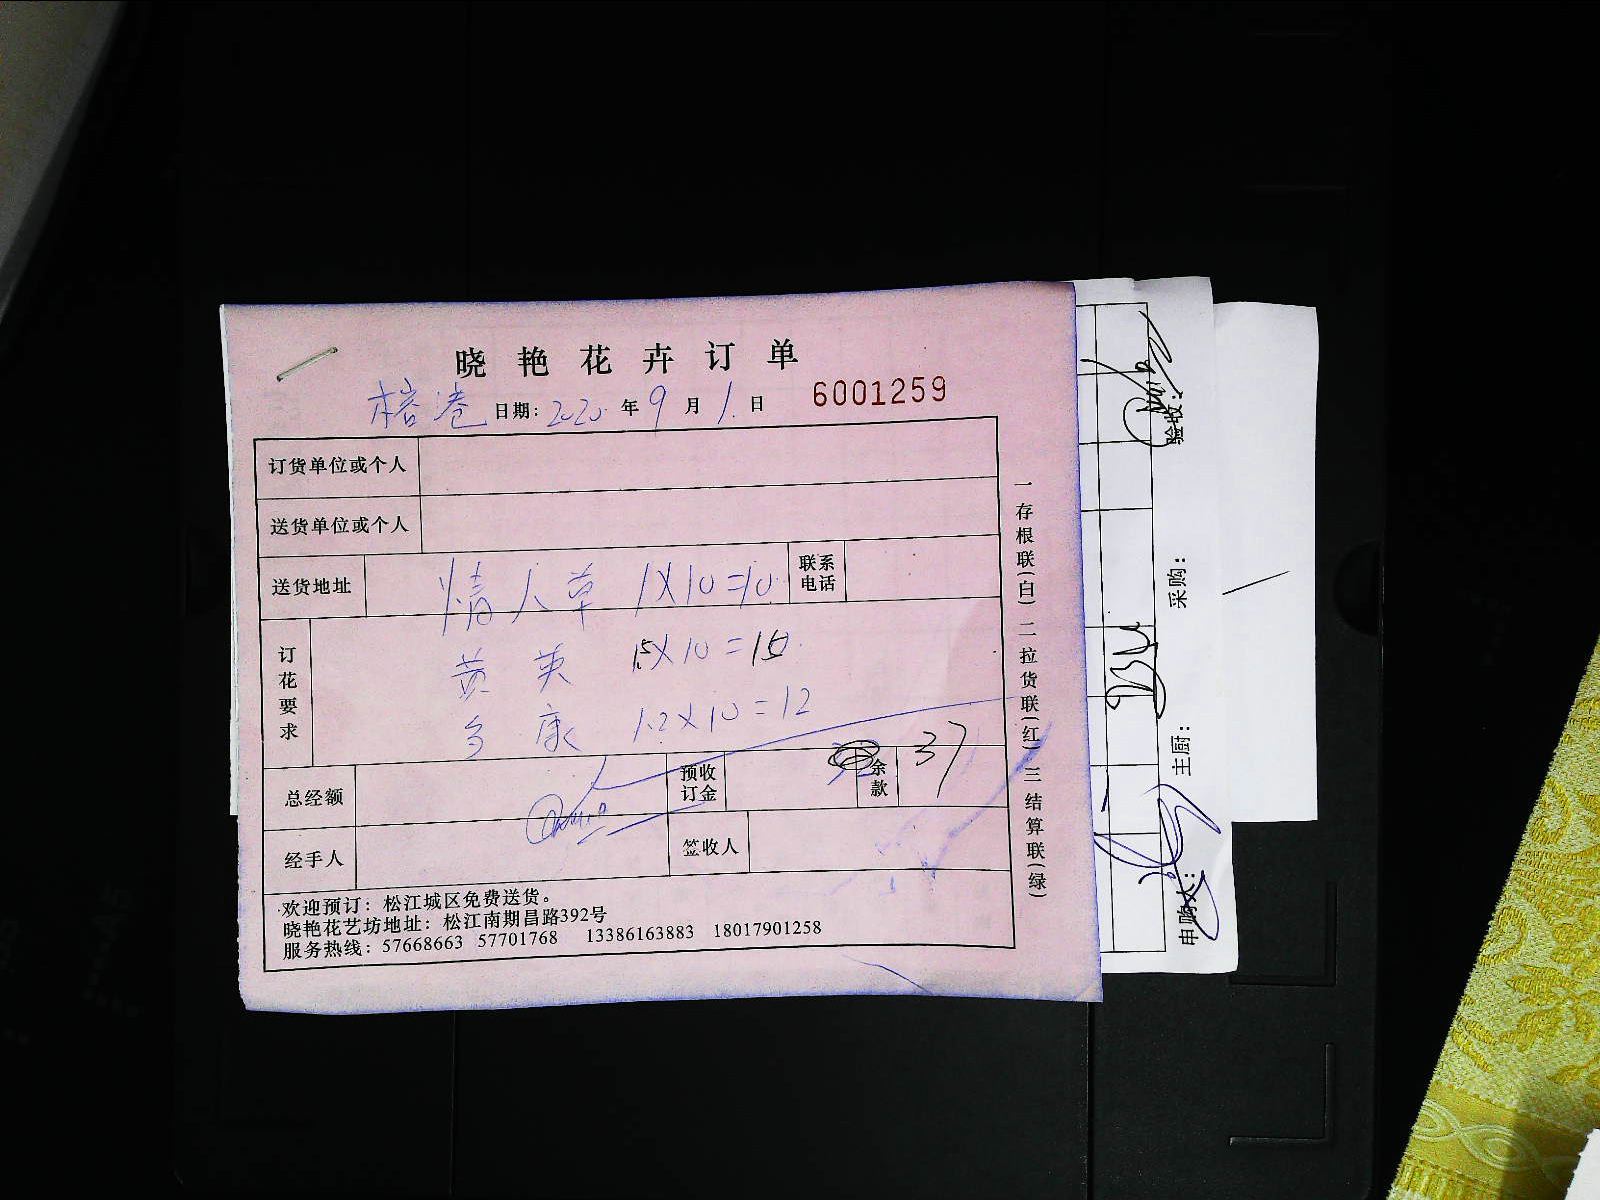 晓艳花卉订单
榕港 日期: 2020 年 9 月 1 日 6001259
订货单位或个人
送货单位或个人
送货地址 情人草 1X10=10 联系电话
订花要求
黄英 1.5X10=15
多康 1.2X10=12
总经额 预收订金 余款 37
经手人 签收人
欢迎预订：松江城区免费送货。
晓艳花艺坊地址：松江南期昌路392号
服务热线：57668663 57701768 13386163883 18017901258
一存根联(白)二拉货联(红)三结算联(绿)
验收：
采购：
主厨：
申购人：